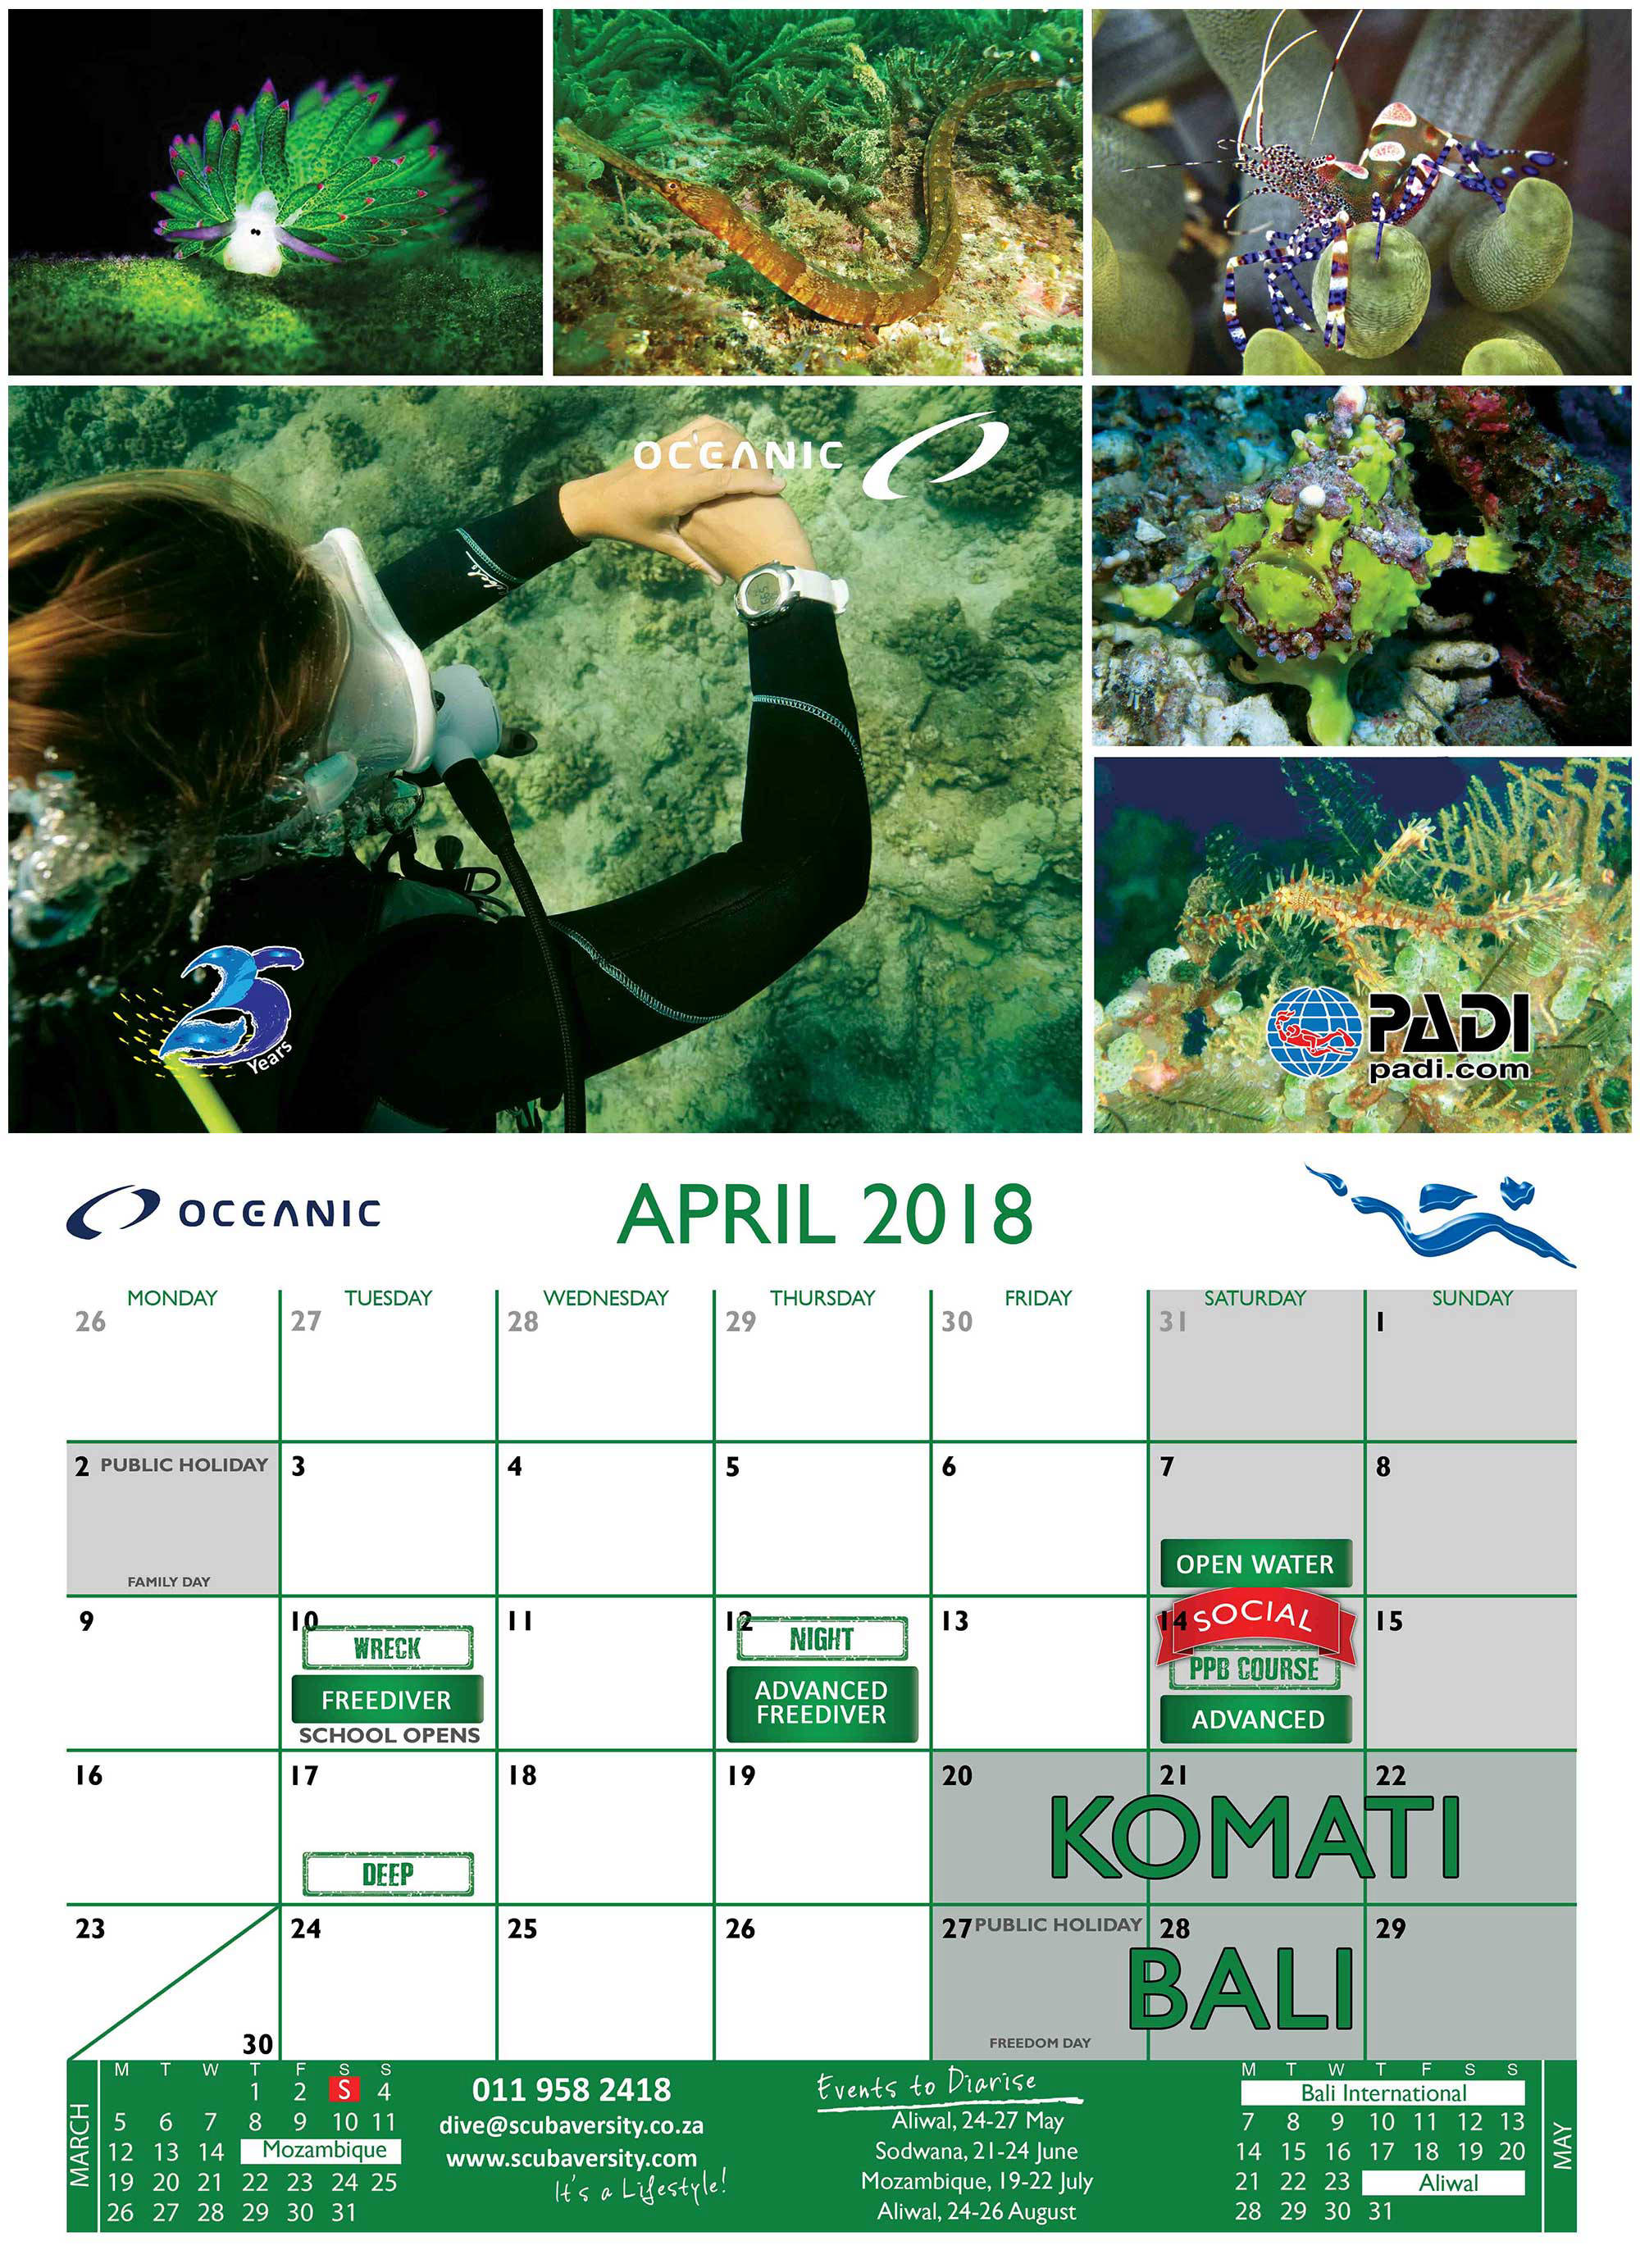 OCEANIC
Years
PADI
padi.com
OCEANIC
APRIL 2018
MONDAY TUESDAY WEDNESDAY THURSDAY FRIDAY SATURDAY SUNDAY
26 27 28 29 30 31 1
2 PUBLIC HOLIDAY 3 4 5 6 7 8
OPEN WATER
FAMILY DAY
9 10 11 12 13 14 15
SOCIAL
WRECK NIGHT PPB COURSE
FREEDIVER ADVANCED FREEDIVER ADVANCED
SCHOOL OPENS
16 17 18 19 20 21 22
KOMATI
DEEP
23 24 25 26 27 PUBLIC HOLIDAY 28 29
BALI
30
FREEDOM DAY
MARCH
M T W T F S S
1 2 S 4
5 6 7 8 9 10 11
12 13 14 Mozambique
19 20 21 22 23 24 25
26 27 28 29 30 31
011 958 2418
dive@scubaversity.co.za
www.scubaversity.com
It's a Lifestyle!
Events to Diarise
Aliwal, 24-27 May
Sodwana, 21-24 June
Mozambique, 19-22 July
Aliwal, 24-26 August
M T W T F S S
Bali International
7 8 9 10 11 12 13
14 15 16 17 18 19 20
21 22 23 Aliwal
28 29 30 31
MAY